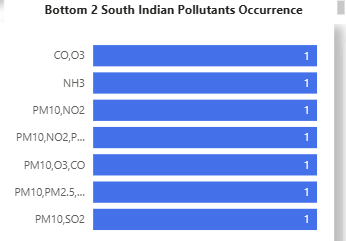 Bottom 2 South Indian Pollutants Occurrence
CO,O3 1
NH3 1
PM10,NO2 1
PM10,NO2,P... 1
PM10,O3,CO 1
PM10,PM2.5,... 1
PM10,SO2 1